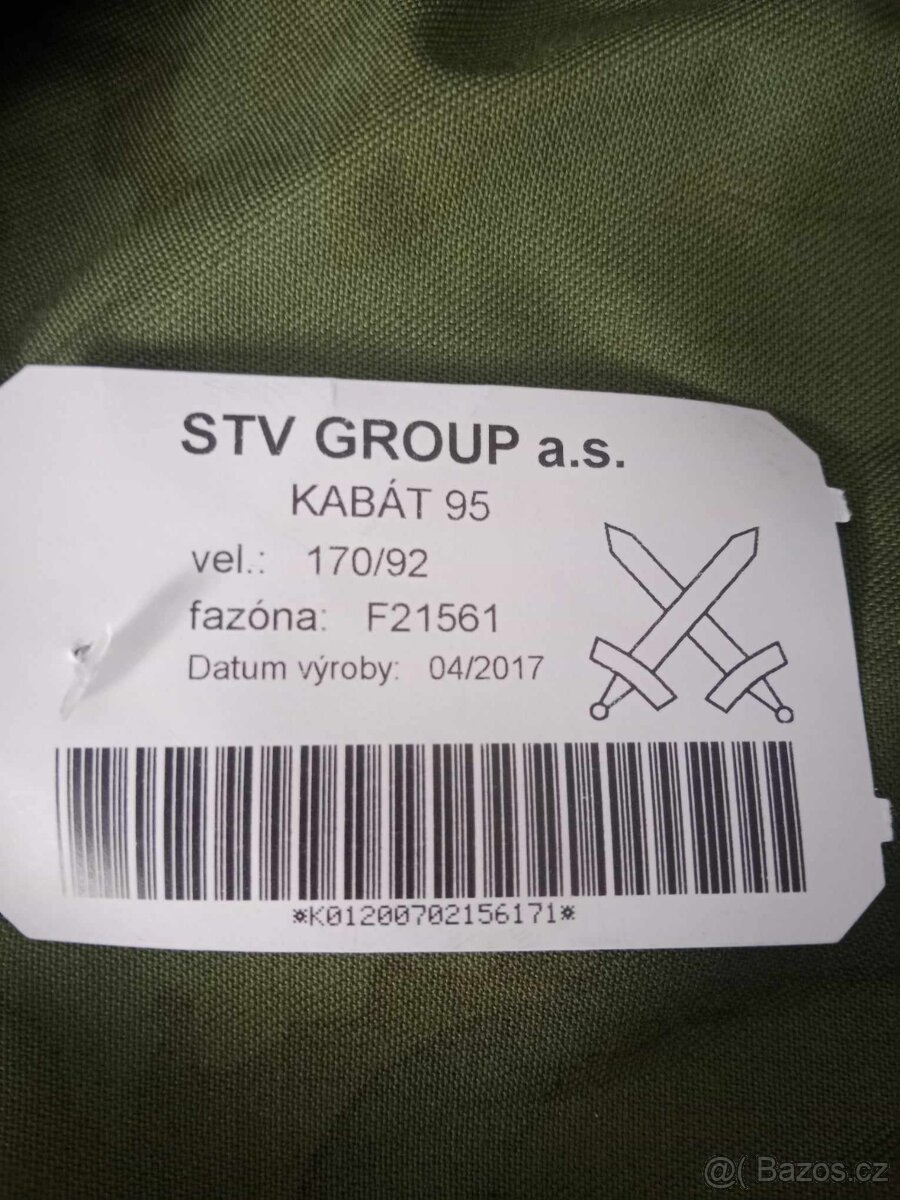 STV GROUP a.s.
KABÁT 95
vel.: 170/92
fazóna: F21561
Datum výroby: 04/2017
*K01200702156171*
@( Bazos.cz